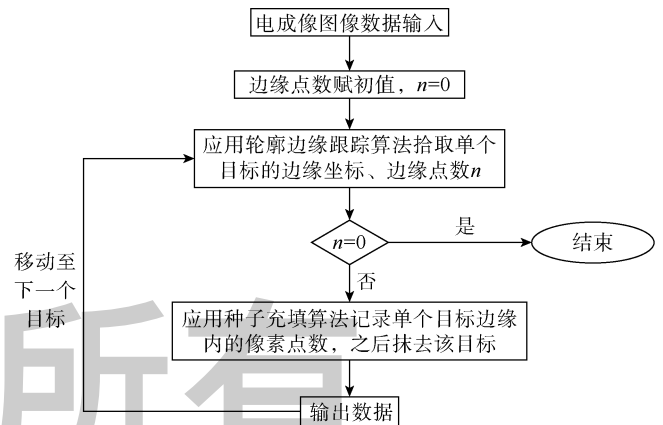 电成像图像数据输入
边缘点数赋初值，n=0
应用轮廓边缘跟踪算法拾取单个
目标的边缘坐标、边缘点数n
n=0
是
结束
否
移动至
下一个
目标
应用种子充填算法记录单个目标边缘
内的像素点数，之后抹去该目标
输出数据
所有